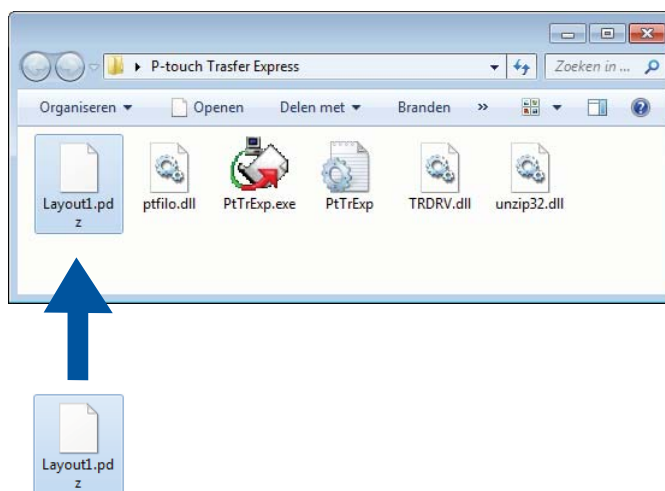 P-touch Trasfer Express
Zoeken in ...
Organiseren
Openen
Delen met
Branden
»
Layout1.pd
z
ptfilo.dll
PtTrExp.exe
PtTrExp
TRDRV.dll
unzip32.dll
Layout1.pd
z